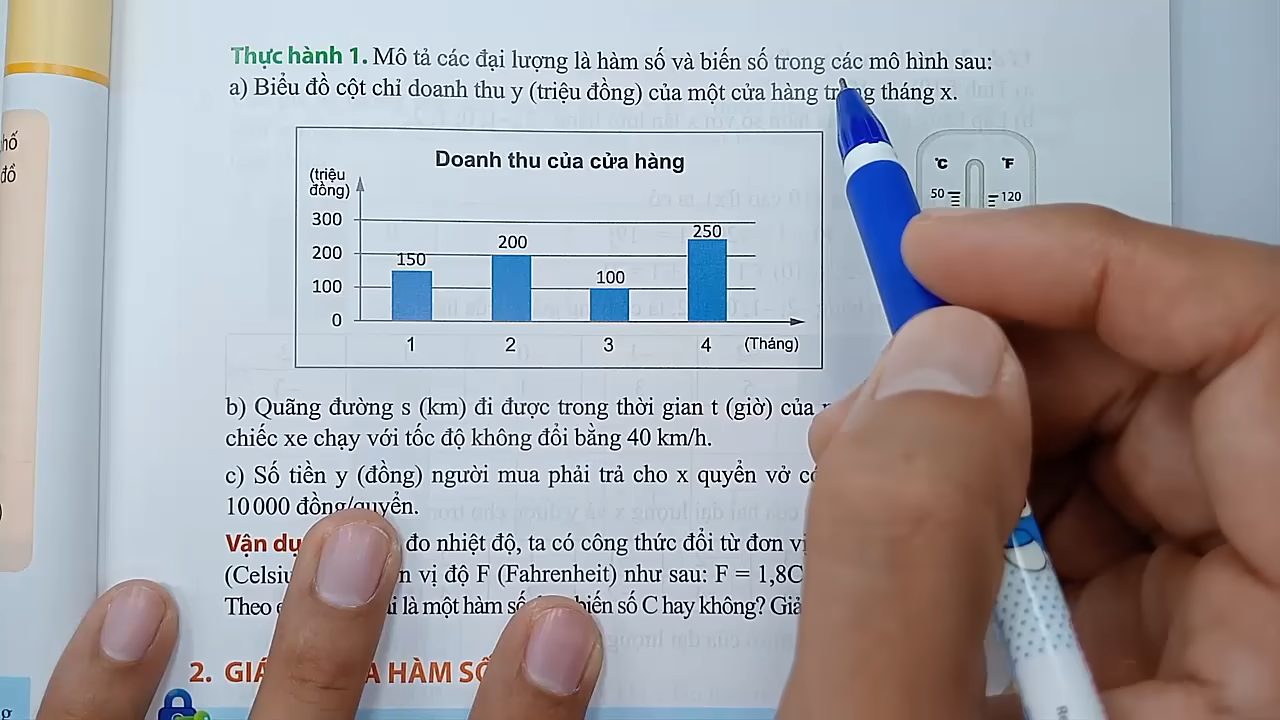 Thực hành 1. Mô tả các đại lượng là hàm số và biến số trong các mô hình sau:
a) Biểu đồ cột chỉ doanh thu y (triệu đồng) của một cửa hàng trong tháng x.
Doanh thu của cửa hàng
(triệu
đồng)
300
200
100
0
150
200
100
250
1 2 3 4 (Tháng)
°C °F
50 120
b) Quãng đường s (km) đi được trong thời gian t (giờ) của
chiếc xe chạy với tốc độ không đổi bằng 40 km/h.
c) Số tiền y (đồng) người mua phải trả cho x quyển vở
10 000 đồng/quyển.
Vận đo nhiệt độ, ta có công thức đổi từ đơn vị
vị độ F (Fahrenheit) như sau: F = 1,8C
Theo là một hàm số biến số C hay không?
2. HÀM SỐ